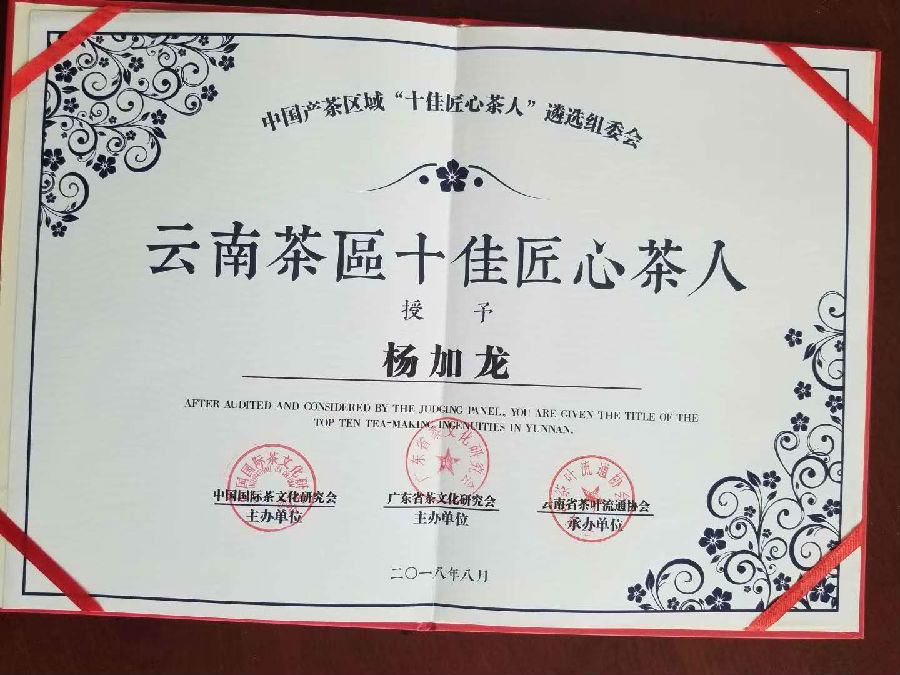 中国产茶区域“十佳匠心茶人”遴选组委会
云南茶區十佳匠心茶人
授 予
杨加龙
AFTER AUDITED AND CONSIDERED BY THE JUDGING PANEL, YOU ARE GIVEN THE TITLE OF THE
TOP TEN TEA-MAKING INGENUITIES IN YUNNAN.
中国国际茶文化研究会
主办单位
广东省茶文化研究会
主办单位
云南省茶叶流通协会
承办单位
二〇一八年八月